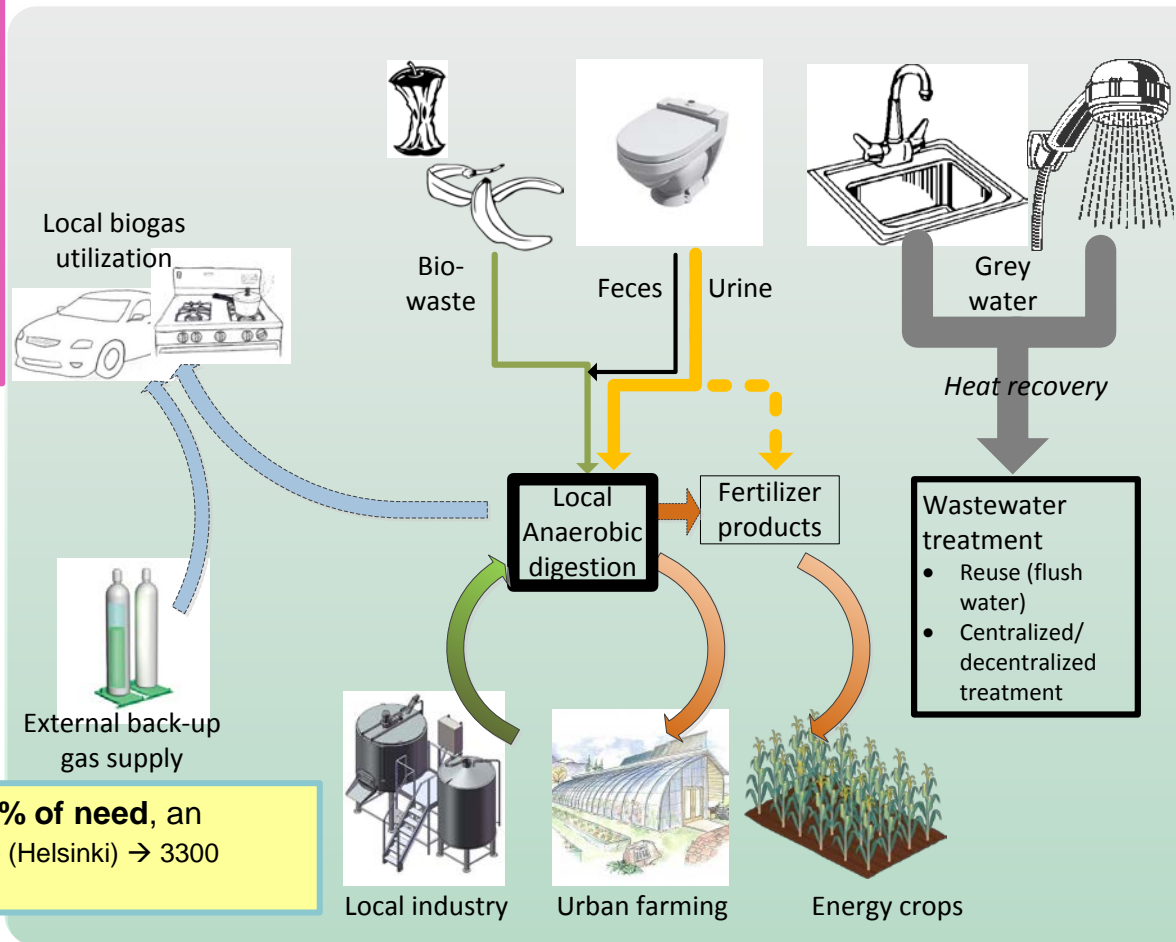 Local biogas
utilization
Bio-
waste
Feces
Urine
Grey
water
Heat recovery
Local
Anaerobic
digestion
Fertilizer
products
Wastewater
treatment
• Reuse (flush
water)
• Centralized/
decentralized
treatment
External back-up
gas supply
% of need, an
(Helsinki) → 3300
Local industry
Urban farming
Energy crops